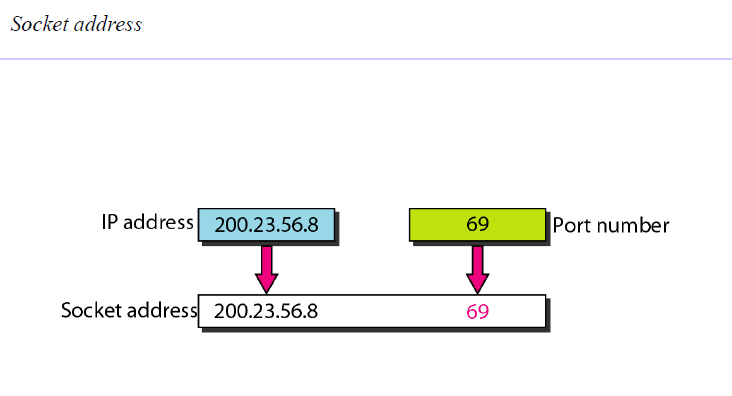 Socket address
IP address 200.23.56.8 69 Port number
Socket address 200.23.56.8 69